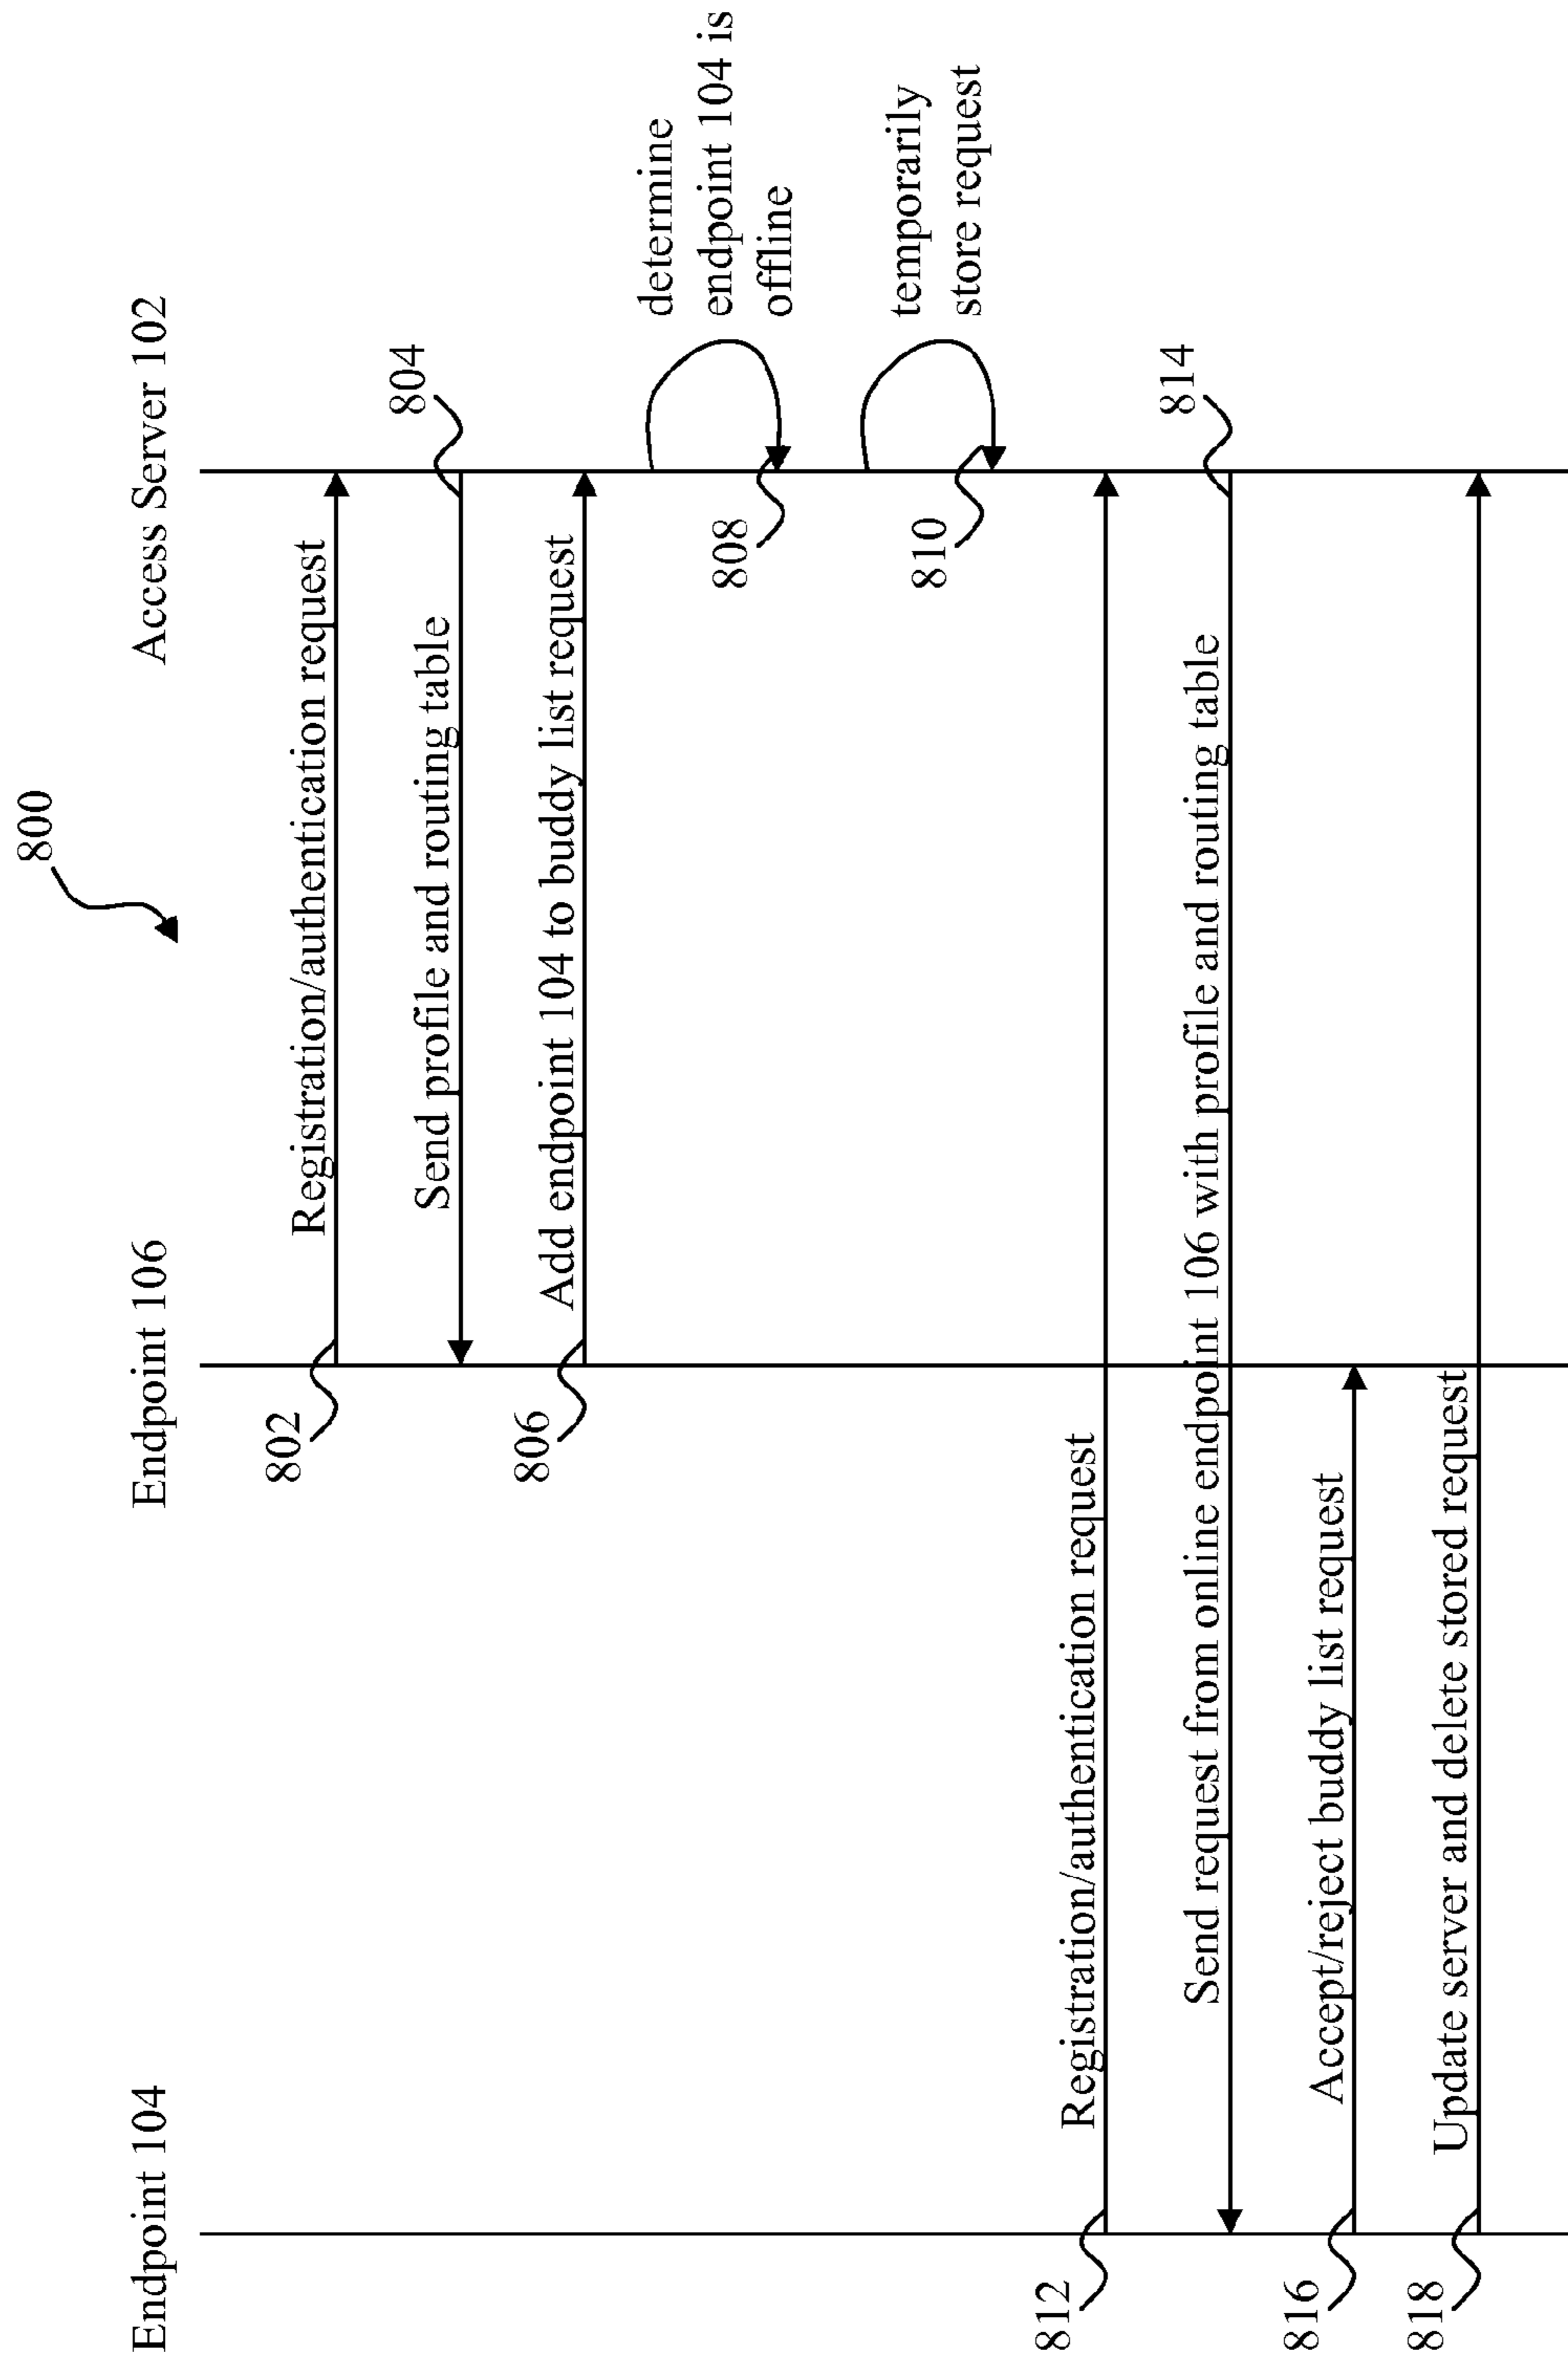 800
Endpoint 104
Endpoint 106
Access Server 102
802
Registration/authentication request
804
Send profile and routing table
806
Add endpoint 104 to buddy list request
808
determine
endpoint 104 is
offline
810
temporarily
store request
812
Registration/authentication request
814
Send request from online endpoint 106 with profile and routing table
816
Accept/reject buddy list request
818
Update server and delete stored request